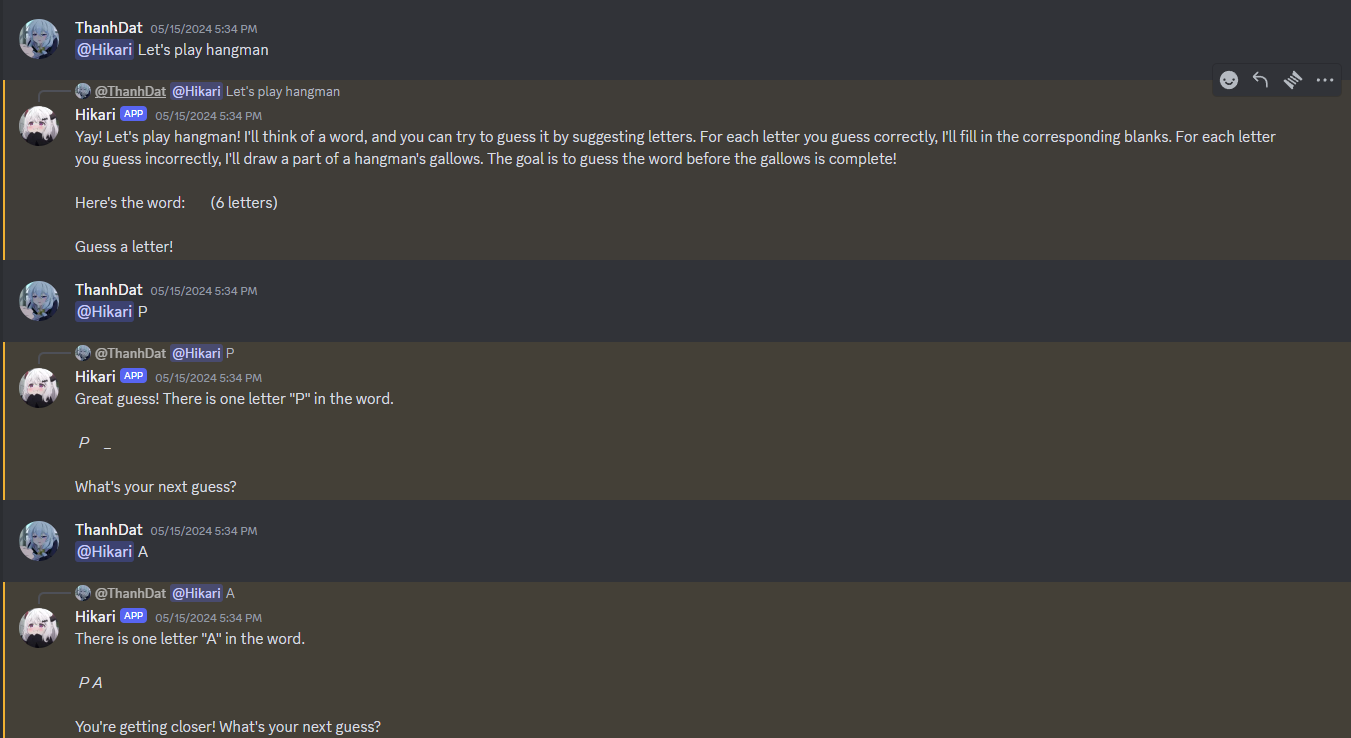 ThanhDat 05/15/2024 5:34 PM
@Hikari Let's play hangman
@ThanhDat @Hikari Let's play hangman
Hikari APP 05/15/2024 5:34 PM
Yay! Let's play hangman! I'll think of a word, and you can try to guess it by suggesting letters. For each letter you guess correctly, I'll fill in the corresponding blanks. For each letter
you guess incorrectly, I'll draw a part of a hangman's gallows. The goal is to guess the word before the gallows is complete!
Here's the word: (6 letters)
Guess a letter!
ThanhDat 05/15/2024 5:34 PM
@Hikari P
@ThanhDat @Hikari P
Hikari APP 05/15/2024 5:34 PM
Great guess! There is one letter "P" in the word.
P _
What's your next guess?
ThanhDat 05/15/2024 5:34 PM
@Hikari A
@ThanhDat @Hikari A
Hikari APP 05/15/2024 5:34 PM
There is one letter "A" in the word.
P A
You're getting closer! What's your next guess?